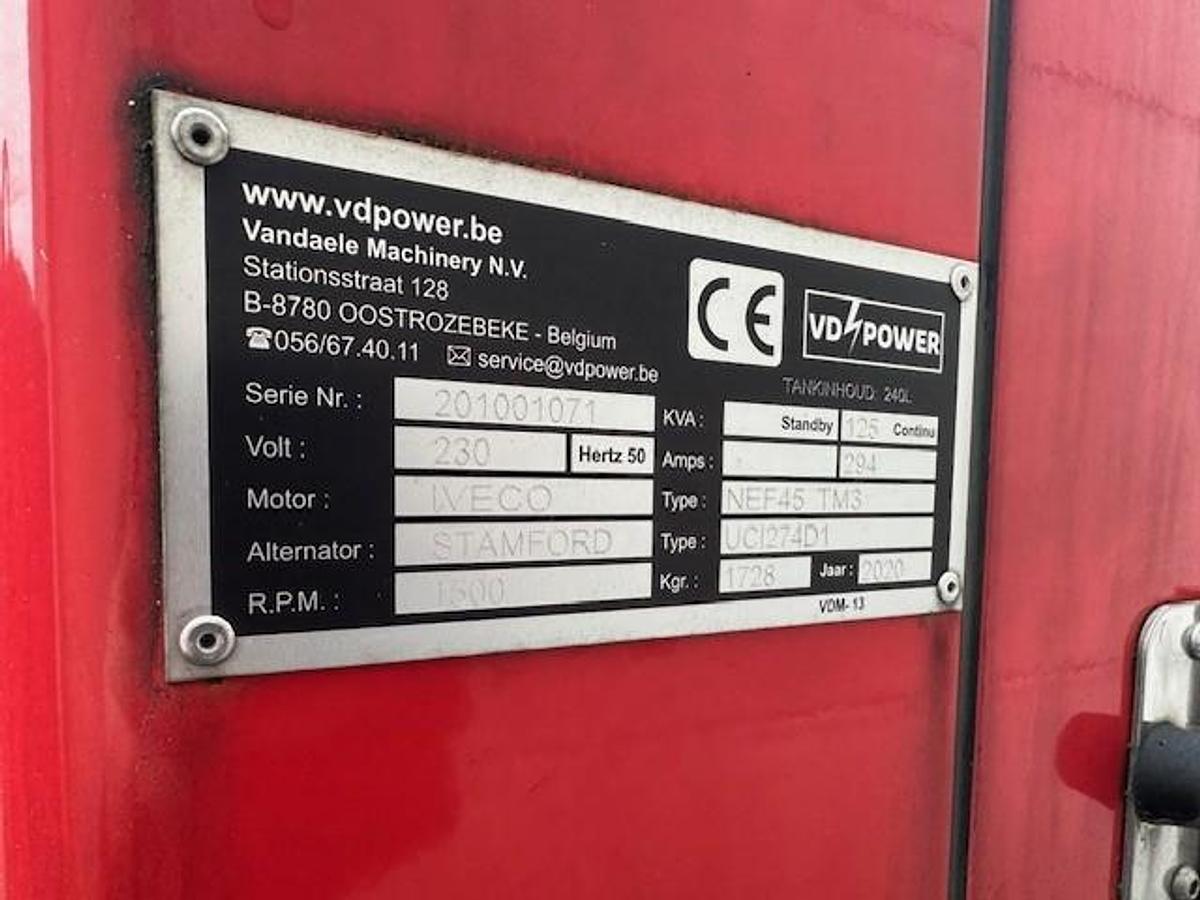 www.vdpower.be
Vandaele Machinery N.V.
Stationsstraat 128
B-8780 OOSTROZEBEKE - Belgium
☎056/67.40.11 ✉ service@vdpower.be
CE
VD POWER
TANKINHOUD: 240L
Serie Nr. : 201001071 KVA : Standby 125 Continu
Volt : 230 Hertz 50 Amps : 294
Motor : IVECO Type : NEF45 TM3
Alternator : STAMFORD Type : UCI274D1
R.P.M. : 1500 Kgr. : 1728 Jaar : 2020
VDM- 13